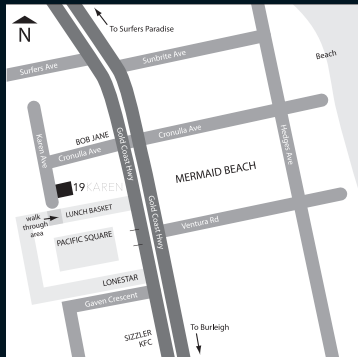 To Surfers Paradise
N
Surfers Ave
Sunbrite Ave
Beach
Karen Ave
BOB JANE
Cronulla Ave
Gold Coast Hwy
Cronulla Ave
Hedges Ave
MERMAID BEACH
19 KAREN
walk
through
area
LUNCH BASKET
Gold Coast Hwy
Ventura Rd
PACIFIC SQUARE
LONESTAR
Gaven Crescent
SIZZLER
KFC
To Burleigh